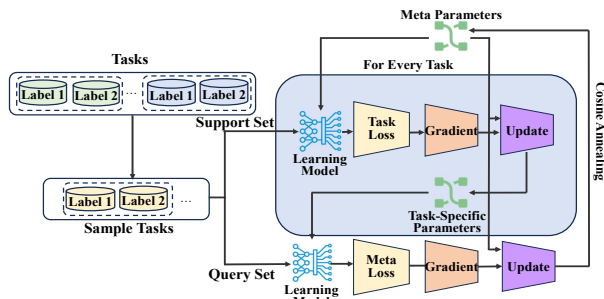 Meta Parameters
Tasks
For Every Task
Label 1
Label 2
...
Label 1
Label 2
Support Set
Task
Loss
Gradient
Update
Learning
Model
Cosine Annealing
Label 1
Label 2
...
Sample Tasks
Task-Specific
Parameters
Query Set
Meta
Loss
Gradient
Update
Learning